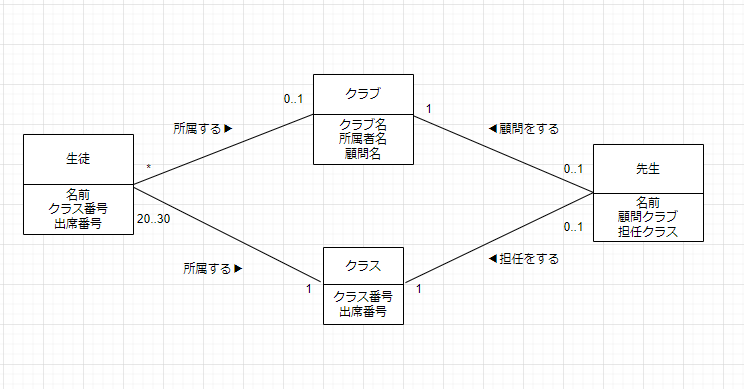 クラブ
クラブ名
所属者名
顧問名
0..1
1
所属する▶
◀顧問をする
生徒
名前
クラス番号
出席番号
*
20..30
先生
名前
顧問クラブ
担任クラス
0..1
0..1
クラス
クラス番号
出席番号
所属する▶
◀担任をする
1
1